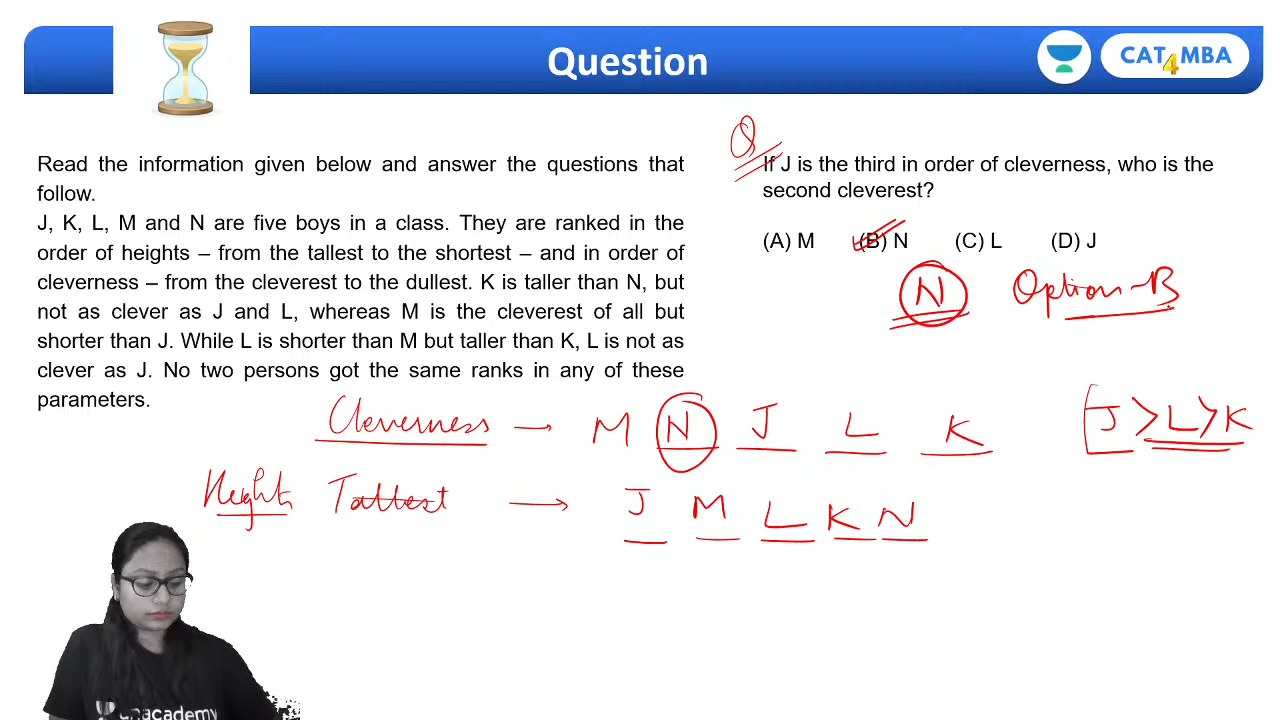 Question
CAT4MBA
Read the information given below and answer the questions that
follow.
J, K, L, M and N are five boys in a class. They are ranked in the
order of heights – from the tallest to the shortest – and in order of
cleverness – from the cleverest to the dullest. K is taller than N, but
not as clever as J and L, whereas M is the cleverest of all but
shorter than J. While L is shorter than M but taller than K, L is not as
clever as J. No two persons got the same ranks in any of these
parameters.
Q
If J is the third in order of cleverness, who is the
second cleverest?
(A) M (B) N (C) L (D) J
N Option-B
Cleverness → M N J L K
J > L > K
Height Tallest → J M L K N
unacademy